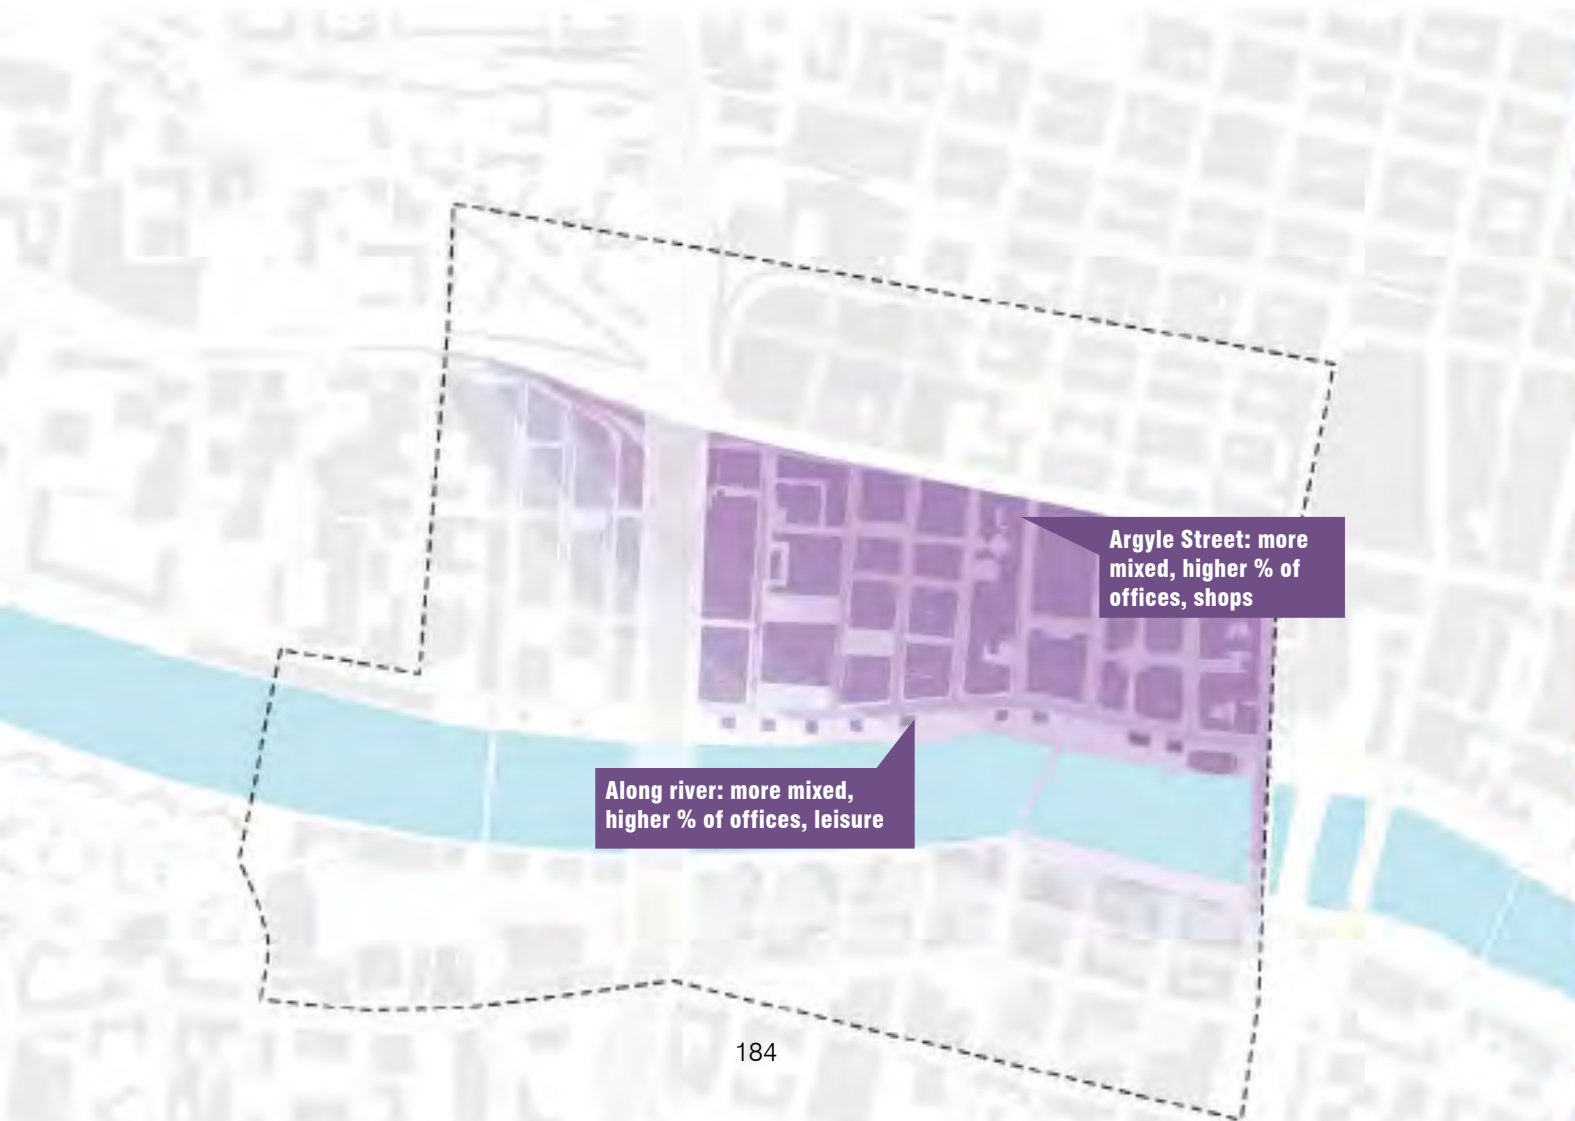 Argyle Street: more
mixed, higher % of
offices, shops
Along river: more mixed,
higher % of offices, leisure
184